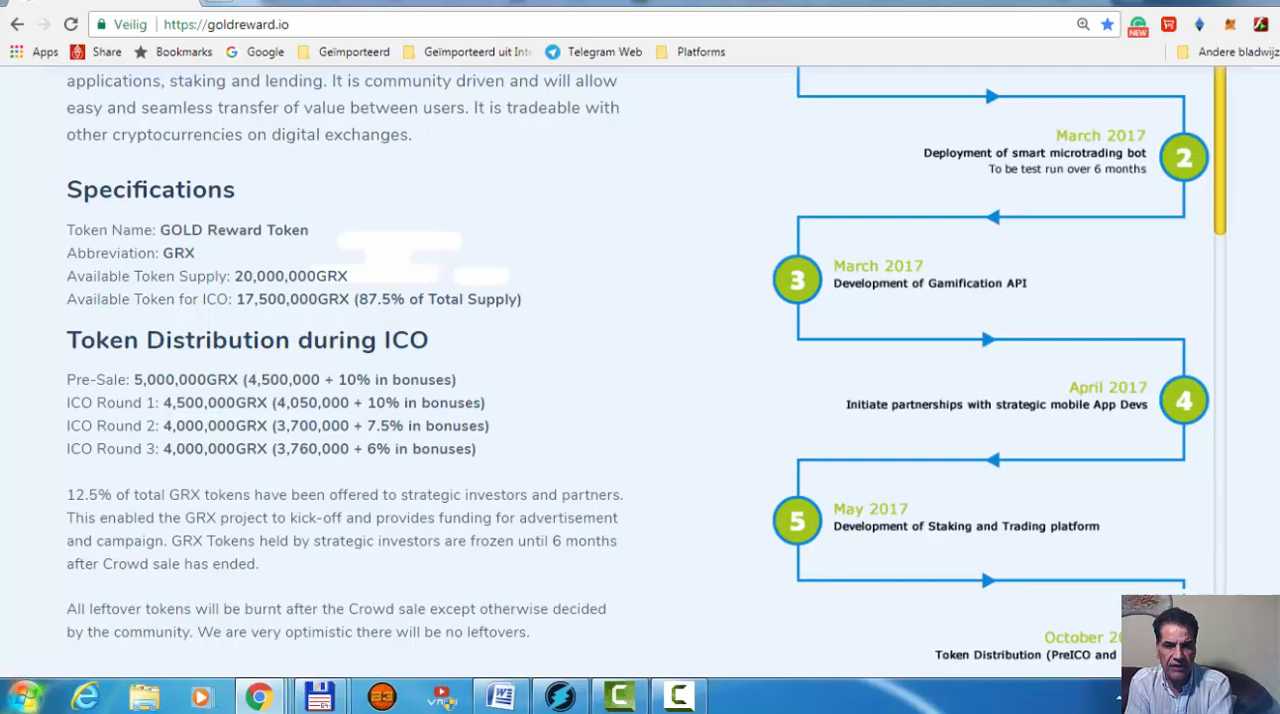 Veilig https://goldreward.io
NEW
Apps Share Bookmarks Google Geïmporteerd Geïmporteerd uit Inte Telegram Web Platforms Andere bladwijz
applications, staking and lending. It is community driven and will allow
easy and seamless transfer of value between users. It is tradeable with
other cryptocurrencies on digital exchanges.
Specifications
Token Name: GOLD Reward Token
Abbreviation: GRX
Available Token Supply: 20,000,000GRX
Available Token for ICO: 17,500,000GRX (87.5% of Total Supply)
Token Distribution during ICO
Pre-Sale: 5,000,000GRX (4,500,000 + 10% in bonuses)
ICO Round 1: 4,500,000GRX (4,050,000 + 10% in bonuses)
ICO Round 2: 4,000,000GRX (3,700,000 + 7.5% in bonuses)
ICO Round 3: 4,000,000GRX (3,760,000 + 6% in bonuses)
12.5% of total GRX tokens have been offered to strategic investors and partners.
This enabled the GRX project to kick-off and provides funding for advertisement
and campaign. GRX Tokens held by strategic investors are frozen until 6 months
after Crowd sale has ended.
All leftover tokens will be burnt after the Crowd sale except otherwise decided
by the community. We are very optimistic there will be no leftovers.
March 2017
Deployment of smart microtrading bot
To be test run over 6 months
2
3
March 2017
Development of Gamification API
April 2017
Initiate partnerships with strategic mobile App Devs
4
5
May 2017
Development of Staking and Trading platform
October 20
Token Distribution (PreICO and